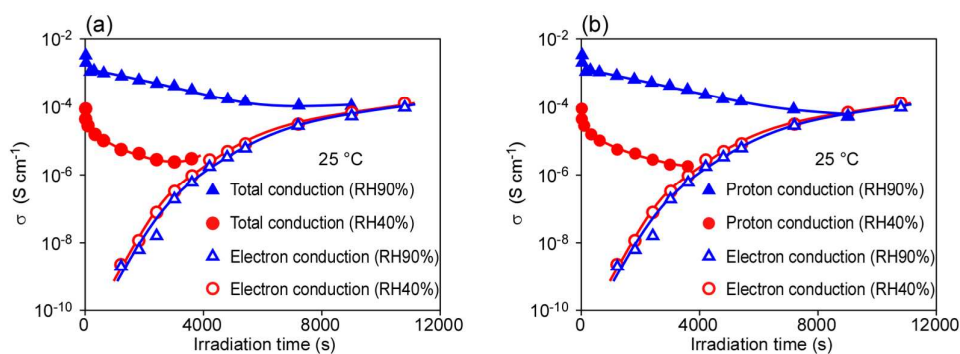 (a)
10-2
10-4
10-6
10-8
10-10
σ (S cm-1)
25 °C
Total conduction (RH90%)
Total conduction (RH40%)
Electron conduction (RH90%)
Electron conduction (RH40%)
0 4000 8000 12000
Irradiation time (s)
(b)
10-2
10-4
10-6
10-8
10-10
σ (S cm-1)
25 °C
Proton conduction (RH90%)
Proton conduction (RH40%)
Electron conduction (RH90%)
Electron conduction (RH40%)
0 4000 8000 12000
Irradiation time (s)